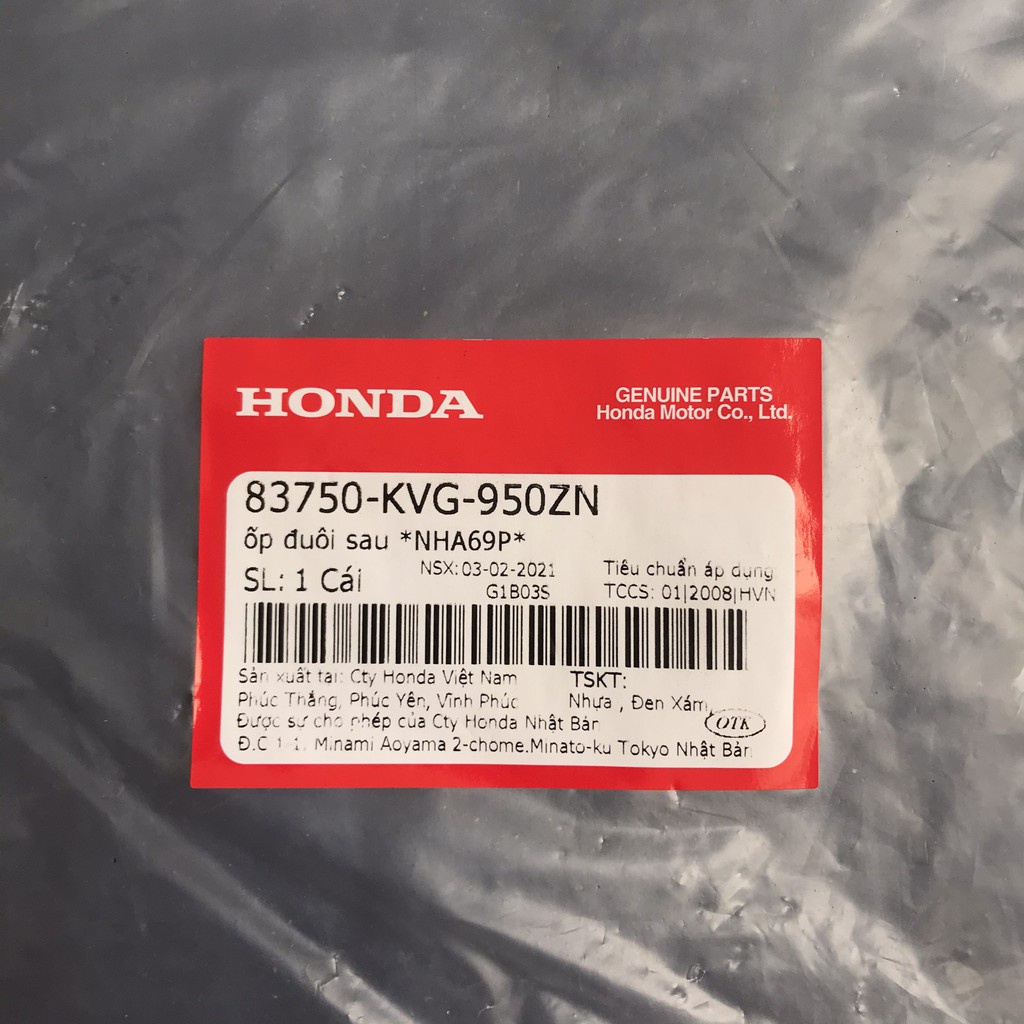 HONDA
GENUINE PARTS
Honda Motor Co., Ltd.
83750-KVG-950ZN
ốp đuôi sau *NHA69P*
SL: 1 Cái
NSX: 03-02-2021
G1B03S
Tiêu chuẩn áp dụng
TCCS: 01|2008|HVN
Sản xuất tại: Cty Honda Việt Nam
Phúc Thắng, Phúc Yên, Vĩnh Phúc
Được sự cho phép của Cty Honda Nhật Bản
Đ.C 1-1, Minami Aoyama 2-chome.Minato-ku Tokyo Nhật Bản
TSKT:
Nhựa , Đen Xám,
OTK